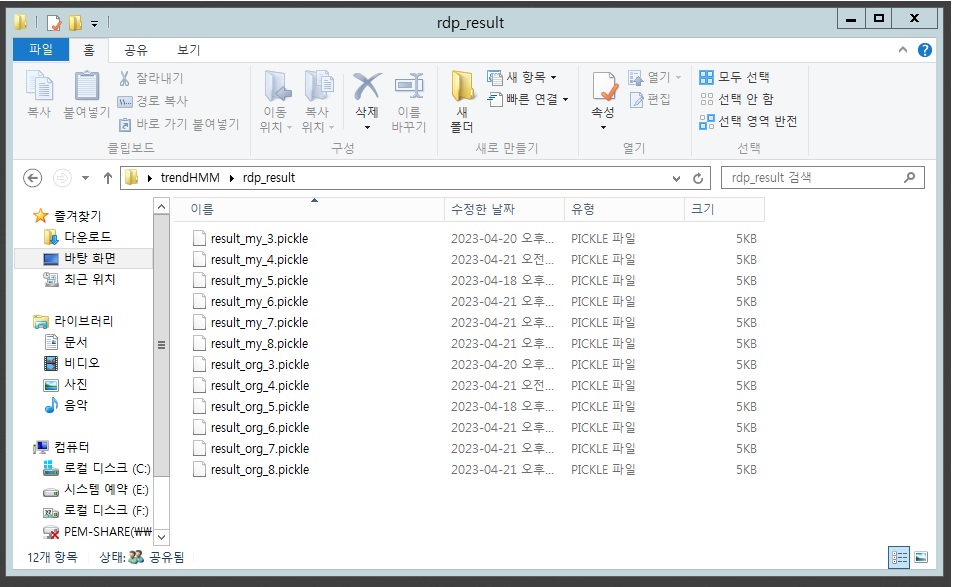 rdp_result
파일 홈 공유 보기
복사
붙여넣기
잘라내기
경로 복사
바로 가기 붙여넣기
클립보드
이동 위치
복사 위치
삭제
이름 바꾸기
구성
새 폴더
새 항목
빠른 연결
새로 만들기
속성
열기
편집
열기
모두 선택
선택 안 함
선택 영역 반전
선택
trendHMM rdp_result
rdp_result 검색
즐겨찾기
다운로드
바탕 화면
최근 위치
라이브러리
문서
비디오
사진
음악
컴퓨터
로컬 디스크 (C:)
시스템 예약 (E:)
로컬 디스크 (F:)
PEM-SHARE(₩₩
이름 수정한 날짜 유형 크기
result_my_3.pickle 2023-04-20 오후... PICKLE 파일 5KB
result_my_4.pickle 2023-04-21 오전... PICKLE 파일 5KB
result_my_5.pickle 2023-04-18 오후... PICKLE 파일 5KB
result_my_6.pickle 2023-04-21 오후... PICKLE 파일 5KB
result_my_7.pickle 2023-04-21 오후... PICKLE 파일 5KB
result_my_8.pickle 2023-04-21 오후... PICKLE 파일 5KB
result_org_3.pickle 2023-04-20 오후... PICKLE 파일 5KB
result_org_4.pickle 2023-04-21 오전... PICKLE 파일 5KB
result_org_5.pickle 2023-04-18 오후... PICKLE 파일 5KB
result_org_6.pickle 2023-04-21 오후... PICKLE 파일 5KB
result_org_7.pickle 2023-04-21 오후... PICKLE 파일 5KB
result_org_8.pickle 2023-04-21 오후... PICKLE 파일 5KB
12개 항목 상태: 공유됨